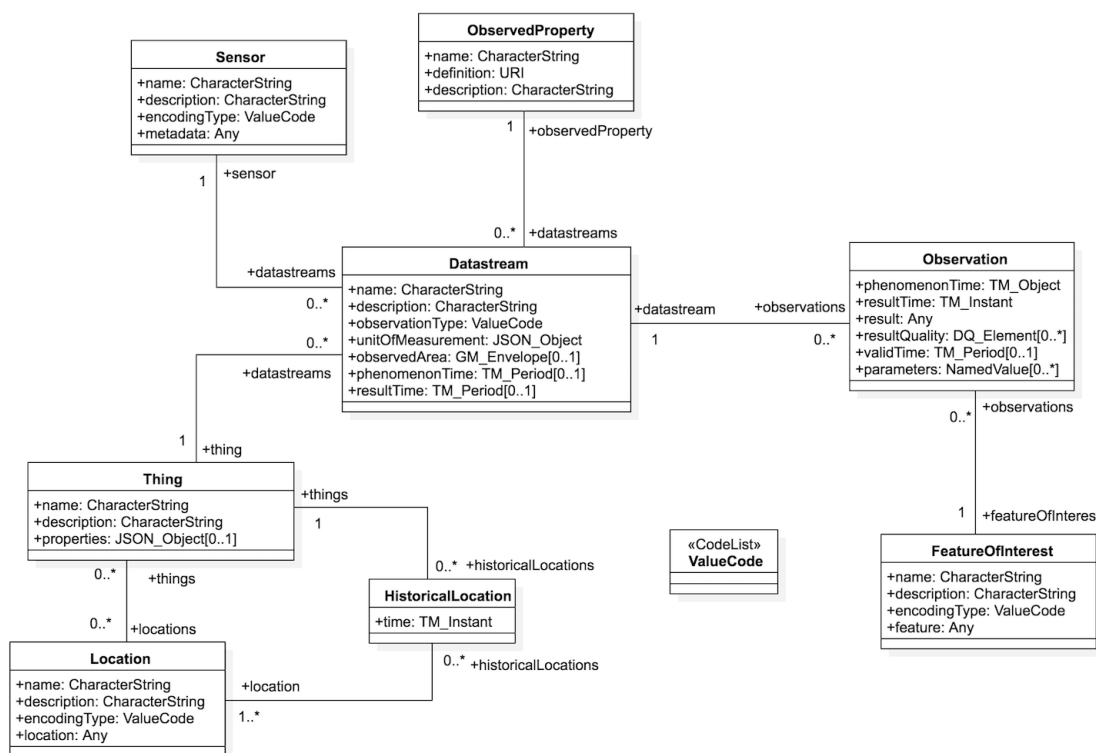 ObservedProperty
+name: CharacterString
+definition: URI
+description: CharacterString
Sensor
+name: CharacterString
+description: CharacterString
+encodingType: ValueCode
+metadata: Any
1
+observedProperty
1
+sensor
0..*
+datastreams
+datastreams
0..*
Datastream
+name: CharacterString
+description: CharacterString
+observationType: ValueCode
+unitOfMeasurement: JSON_Object
+observedArea: GM_Envelope[0..1]
+phenomenonTime: TM_Period[0..1]
+resultTime: TM_Period[0..1]
+datastream
1
+observations
0..*
Observation
+phenomenonTime: TM_Object
+resultTime: TM_Instant
+result: Any
+resultQuality: DQ_Element[0..*]
+validTime: TM_Period[0..1]
+parameters: NamedValue[0..*]
0..*
+datastreams
0..*
+observations
1
+thing
Thing
+name: CharacterString
+description: CharacterString
+properties: JSON_Object[0..1]
+things
1
1
+featureOfInteres
«CodeList»
ValueCode
FeatureOfInterest
+name: CharacterString
+description: CharacterString
+encodingType: ValueCode
+feature: Any
0..*
+things
0..*
+historicalLocations
HistoricalLocation
+time: TM_Instant
0..*
+locations
0..*
+historicalLocations
Location
+name: CharacterString
+description: CharacterString
+encodingType: ValueCode
+location: Any
+location
1..*